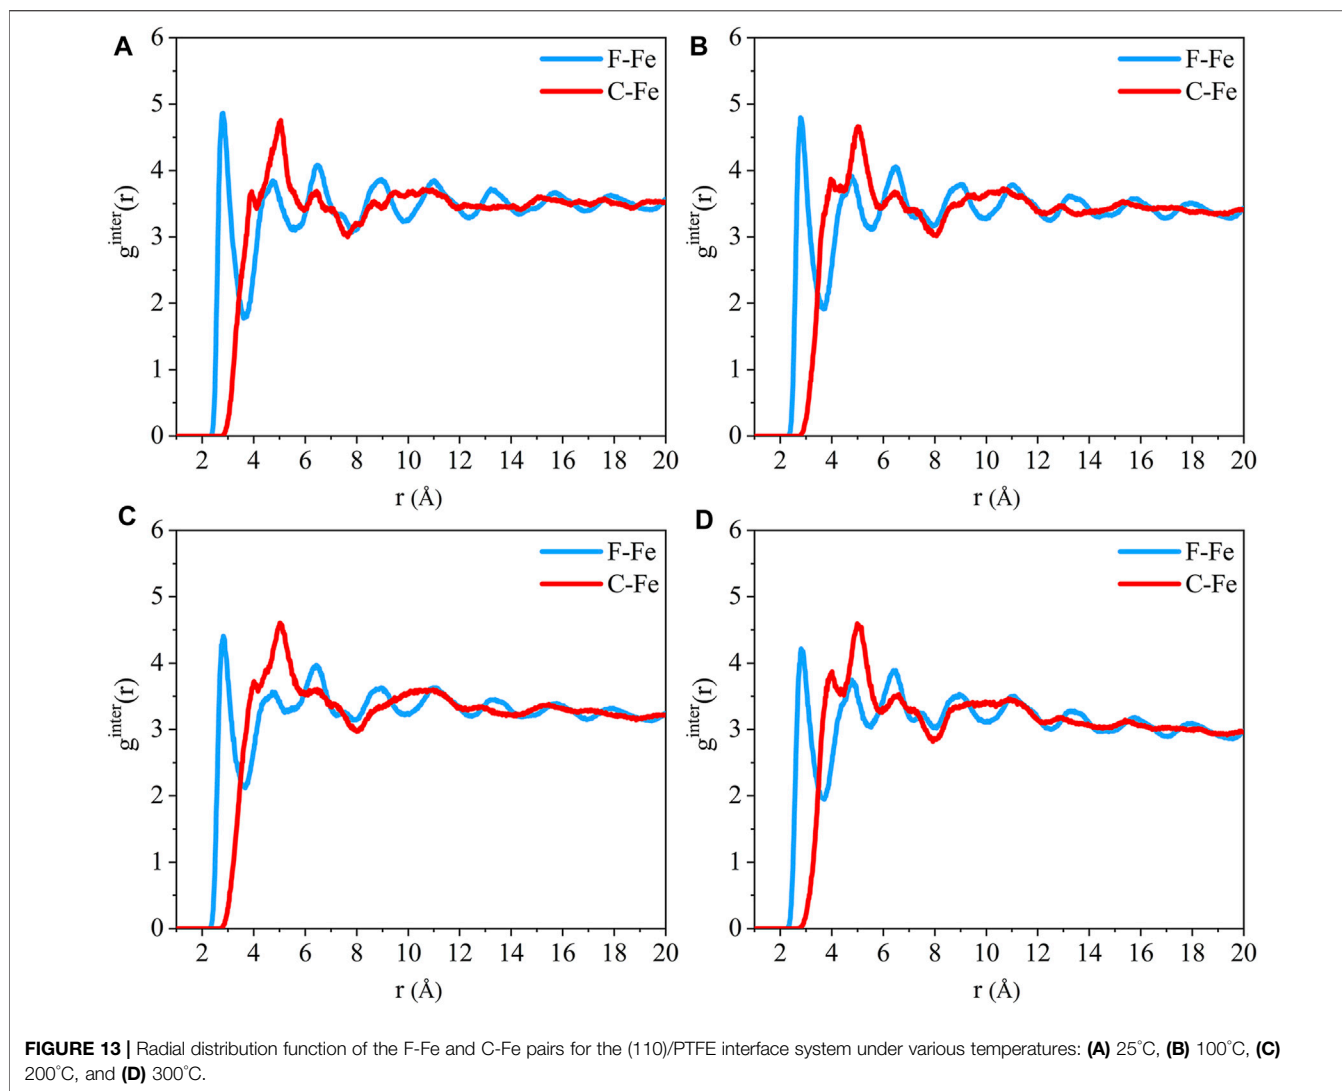 A
6
5
4
3
2
1
0
g^inter(r)
F-Fe
C-Fe
2 4 6 8 10 12 14 16 18 20
r (Å)
B
6
5
4
3
2
1
0
g^inter(r)
F-Fe
C-Fe
2 4 6 8 10 12 14 16 18 20
r (Å)
C
6
5
4
3
2
1
0
g^inter(r)
F-Fe
C-Fe
2 4 6 8 10 12 14 16 18 20
r (Å)
D
6
5
4
3
2
1
0
g^inter(r)
F-Fe
C-Fe
2 4 6 8 10 12 14 16 18 20
r (Å)
FIGURE 13 | Radial distribution function of the F-Fe and C-Fe pairs for the (110)/PTFE interface system under various temperatures: (A) 25°C, (B) 100°C, (C)
200°C, and (D) 300°C.